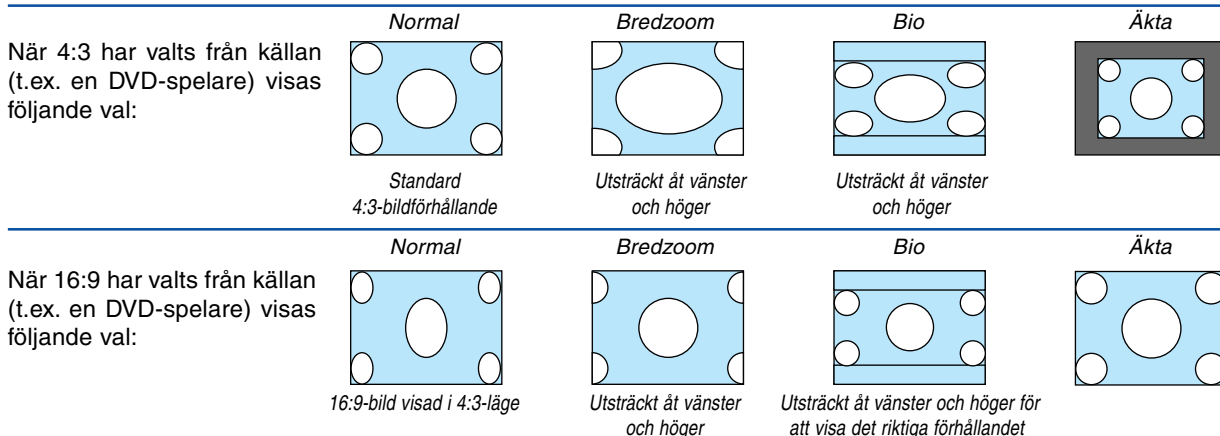 Normal Bredzoom Bio Äkta
När 4:3 har valts från källan
(t.ex. en DVD-spelare) visas
följande val:
Standard
4:3-bildförhållande
Utsträckt åt vänster
och höger
Utsträckt åt vänster
och höger
Normal Bredzoom Bio Äkta
När 16:9 har valts från källan
(t.ex. en DVD-spelare) visas
följande val:
16:9-bild visad i 4:3-läge
Utsträckt åt vänster
och höger
Utsträckt åt vänster och höger för
att visa det riktiga förhållandet